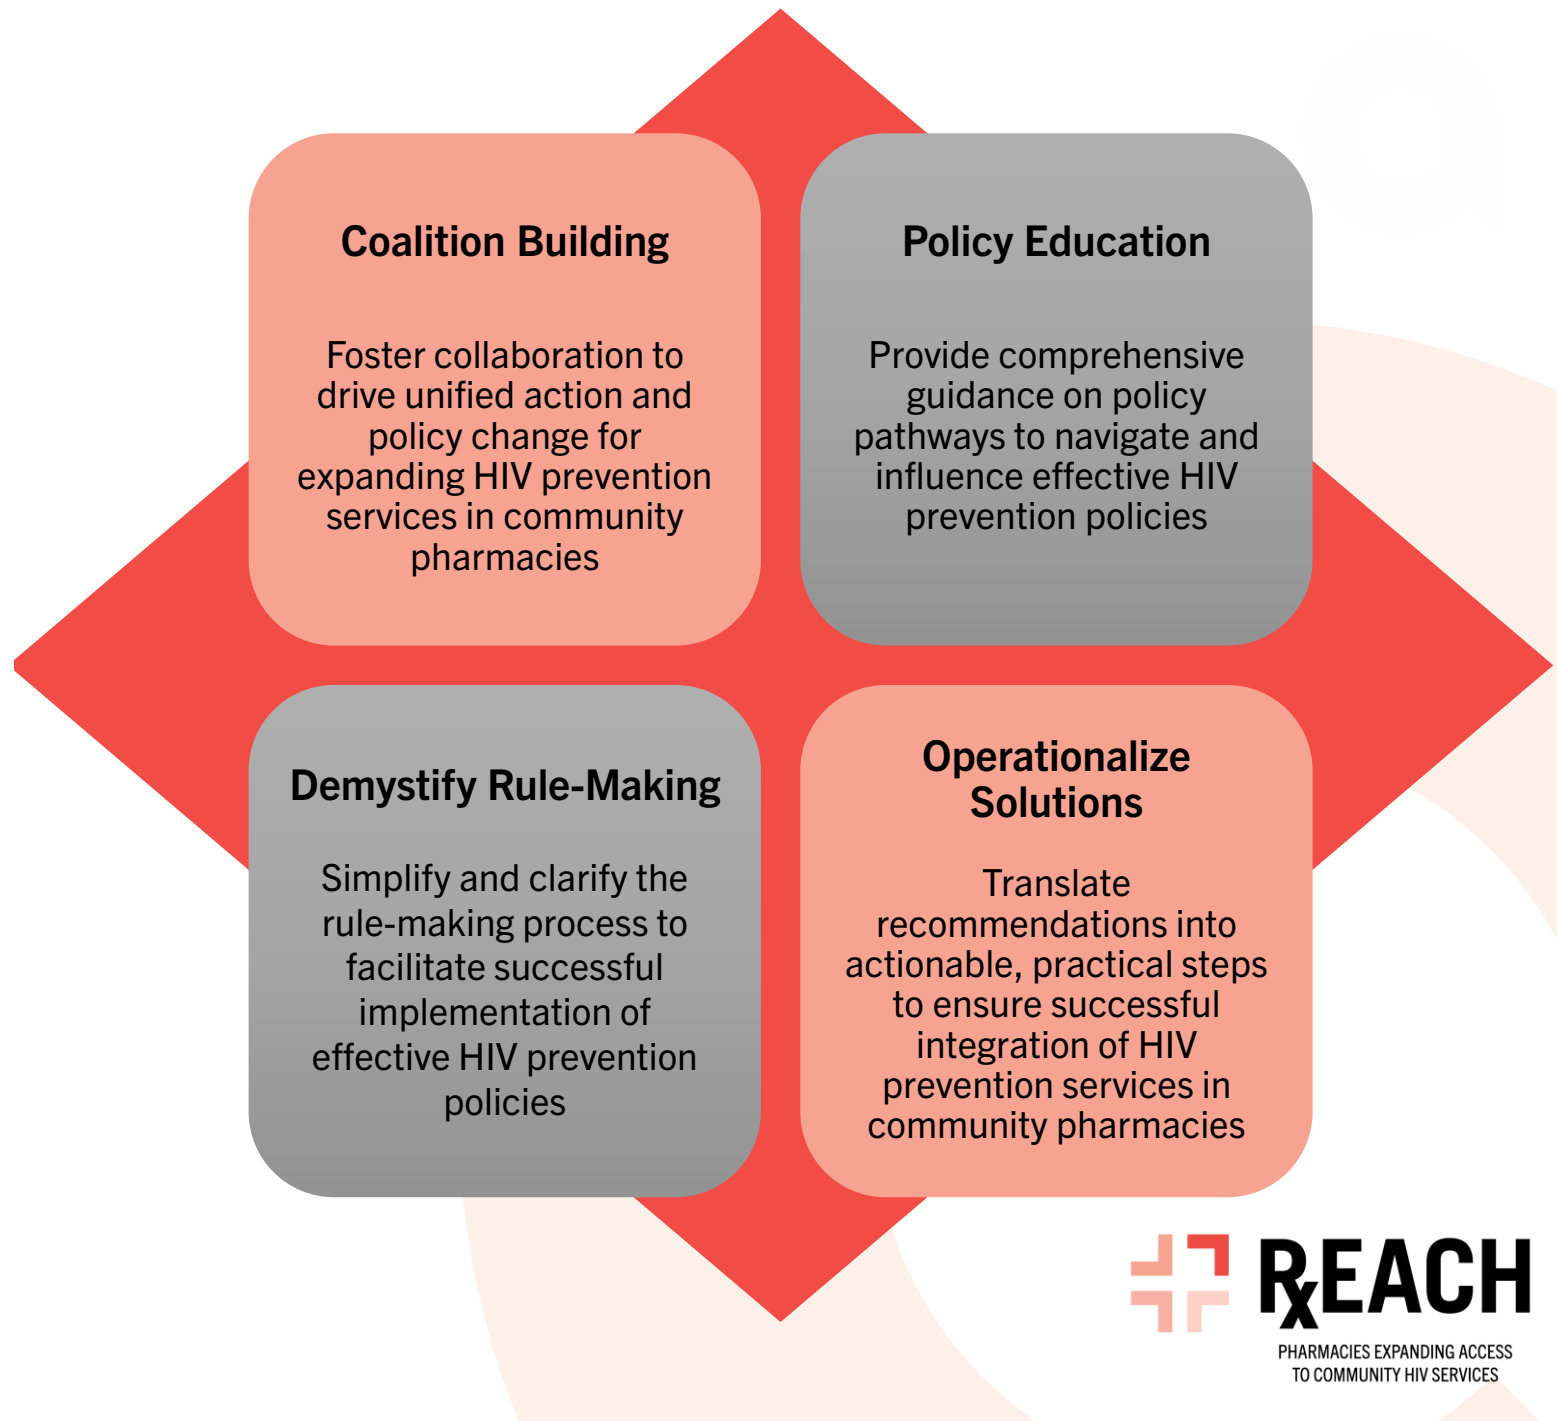 Coalition Building
Foster collaboration to
drive unified action and
policy change for
expanding HIV prevention
services in community
pharmacies
Policy Education
Provide comprehensive
guidance on policy
pathways to navigate and
influence effective HIV
prevention policies
Demystify Rule-Making
Simplify and clarify the
rule-making process to
facilitate successful
implementation of
effective HIV prevention
policies
Operationalize
Solutions
Translate
recommendations into
actionable, practical steps
to ensure successful
integration of HIV
prevention services in
community pharmacies
RxEACH
PHARMACIES EXPANDING ACCESS
TO COMMUNITY HIV SERVICES